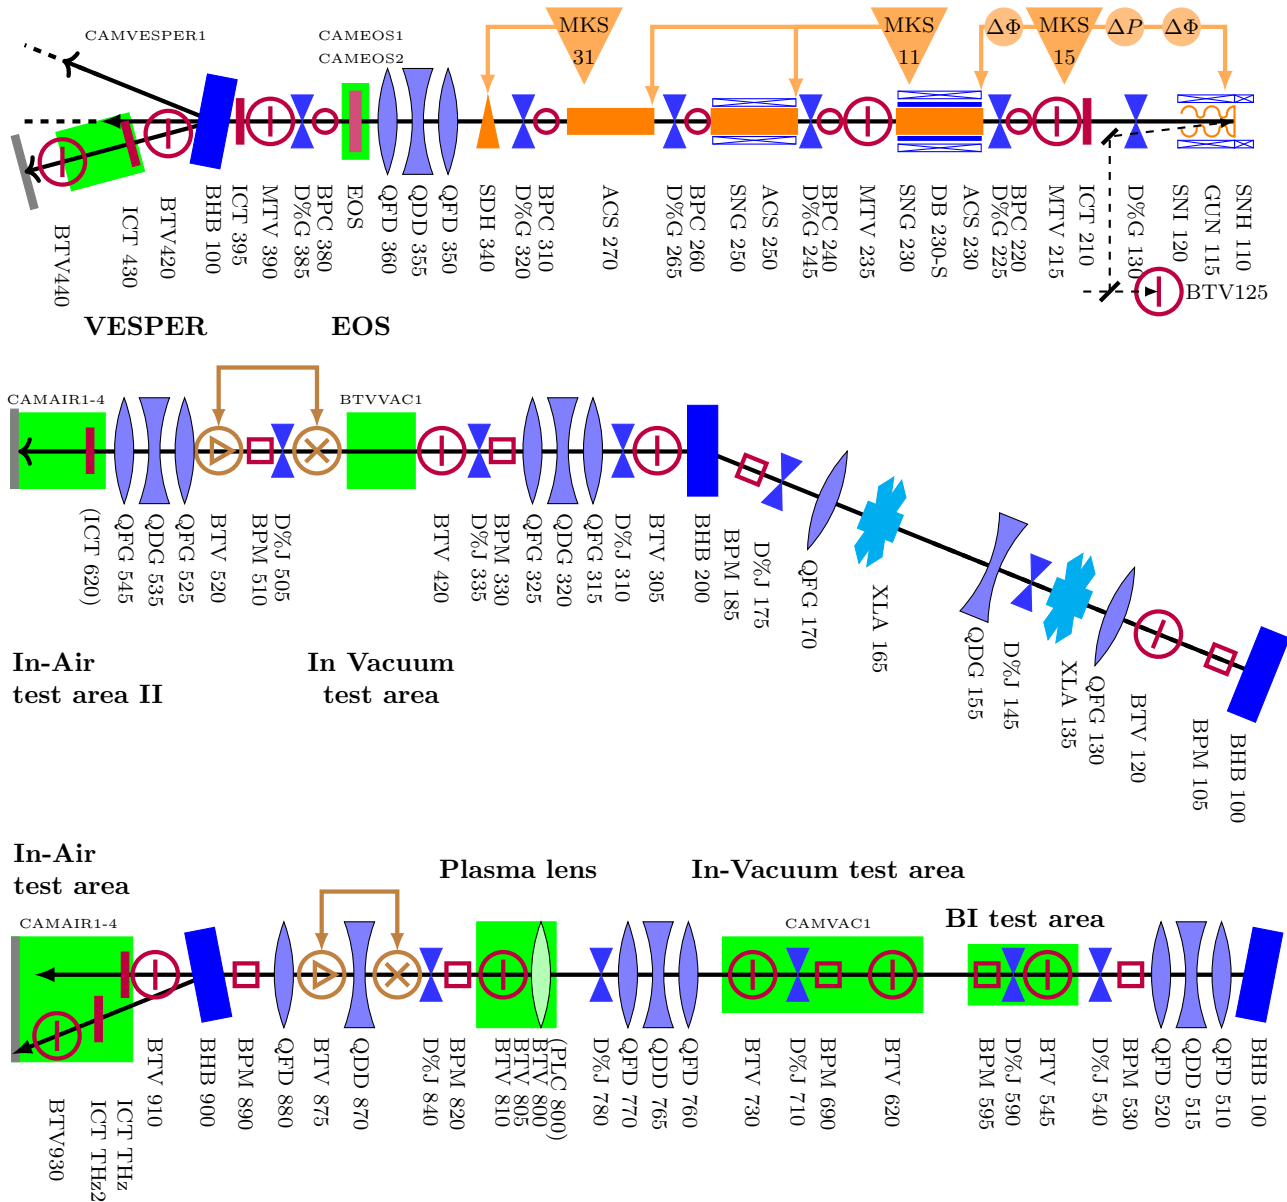 CAMVESPER1
CAMEOS1
CAMEOS2
MKS
31
MKS
11
ΔΦ
MKS
15
ΔP
ΔΦ
BTV440
ICT 430
BTV420
BHB 100
ICT 395
MTV 390
D%G 385
BPC 380
EOS
QFD 360
QDD 355
QFD 350
SDH 340
D%G 320
BPC 310
ACS 270
D%G 265
BPC 260
SNG 250
ACS 250
D%G 245
BPC 240
MTV 235
SNG 230
DB 230-S
ACS 230
D%G 225
BPC 220
MTV 215
ICT 210
D%G 130
SNI 120
GUN 115
SNH 110
BTV125
VESPER
EOS
CAMAIR1-4
BTVVAC1
(ICT 620)
QFG 545
QDG 535
QFG 525
BTV 520
BPM 510
D%J 505
BTV 420
D%J 335
BPM 330
QFG 325
QDG 320
QFG 315
D%J 310
BTV 305
BHB 200
BPM 185
D%J 175
QFG 170
XLA 165
QDG 155
D%J 145
XLA 135
QFG 130
BTV 120
BPM 105
BHB 100
In-Air
test area II
In Vacuum
test area
In-Air
test area
Plasma lens
In-Vacuum test area
BI test area
CAMAIR1-4
CAMVAC1
BTV930
ICT THz2
ICT THz
BTV 910
BHB 900
BPM 890
QFD 880
BTV 875
QDD 870
D%J 840
BPM 820
BTV 810
BTV 805
BTV 800
(PLC 800)
D%J 780
QFD 770
QDD 765
QFD 760
BTV 730
D%J 710
BPM 690
BTV 620
BPM 595
D%J 590
BTV 545
D%J 540
BPM 530
QFD 520
QDD 515
QFD 510
BHB 100